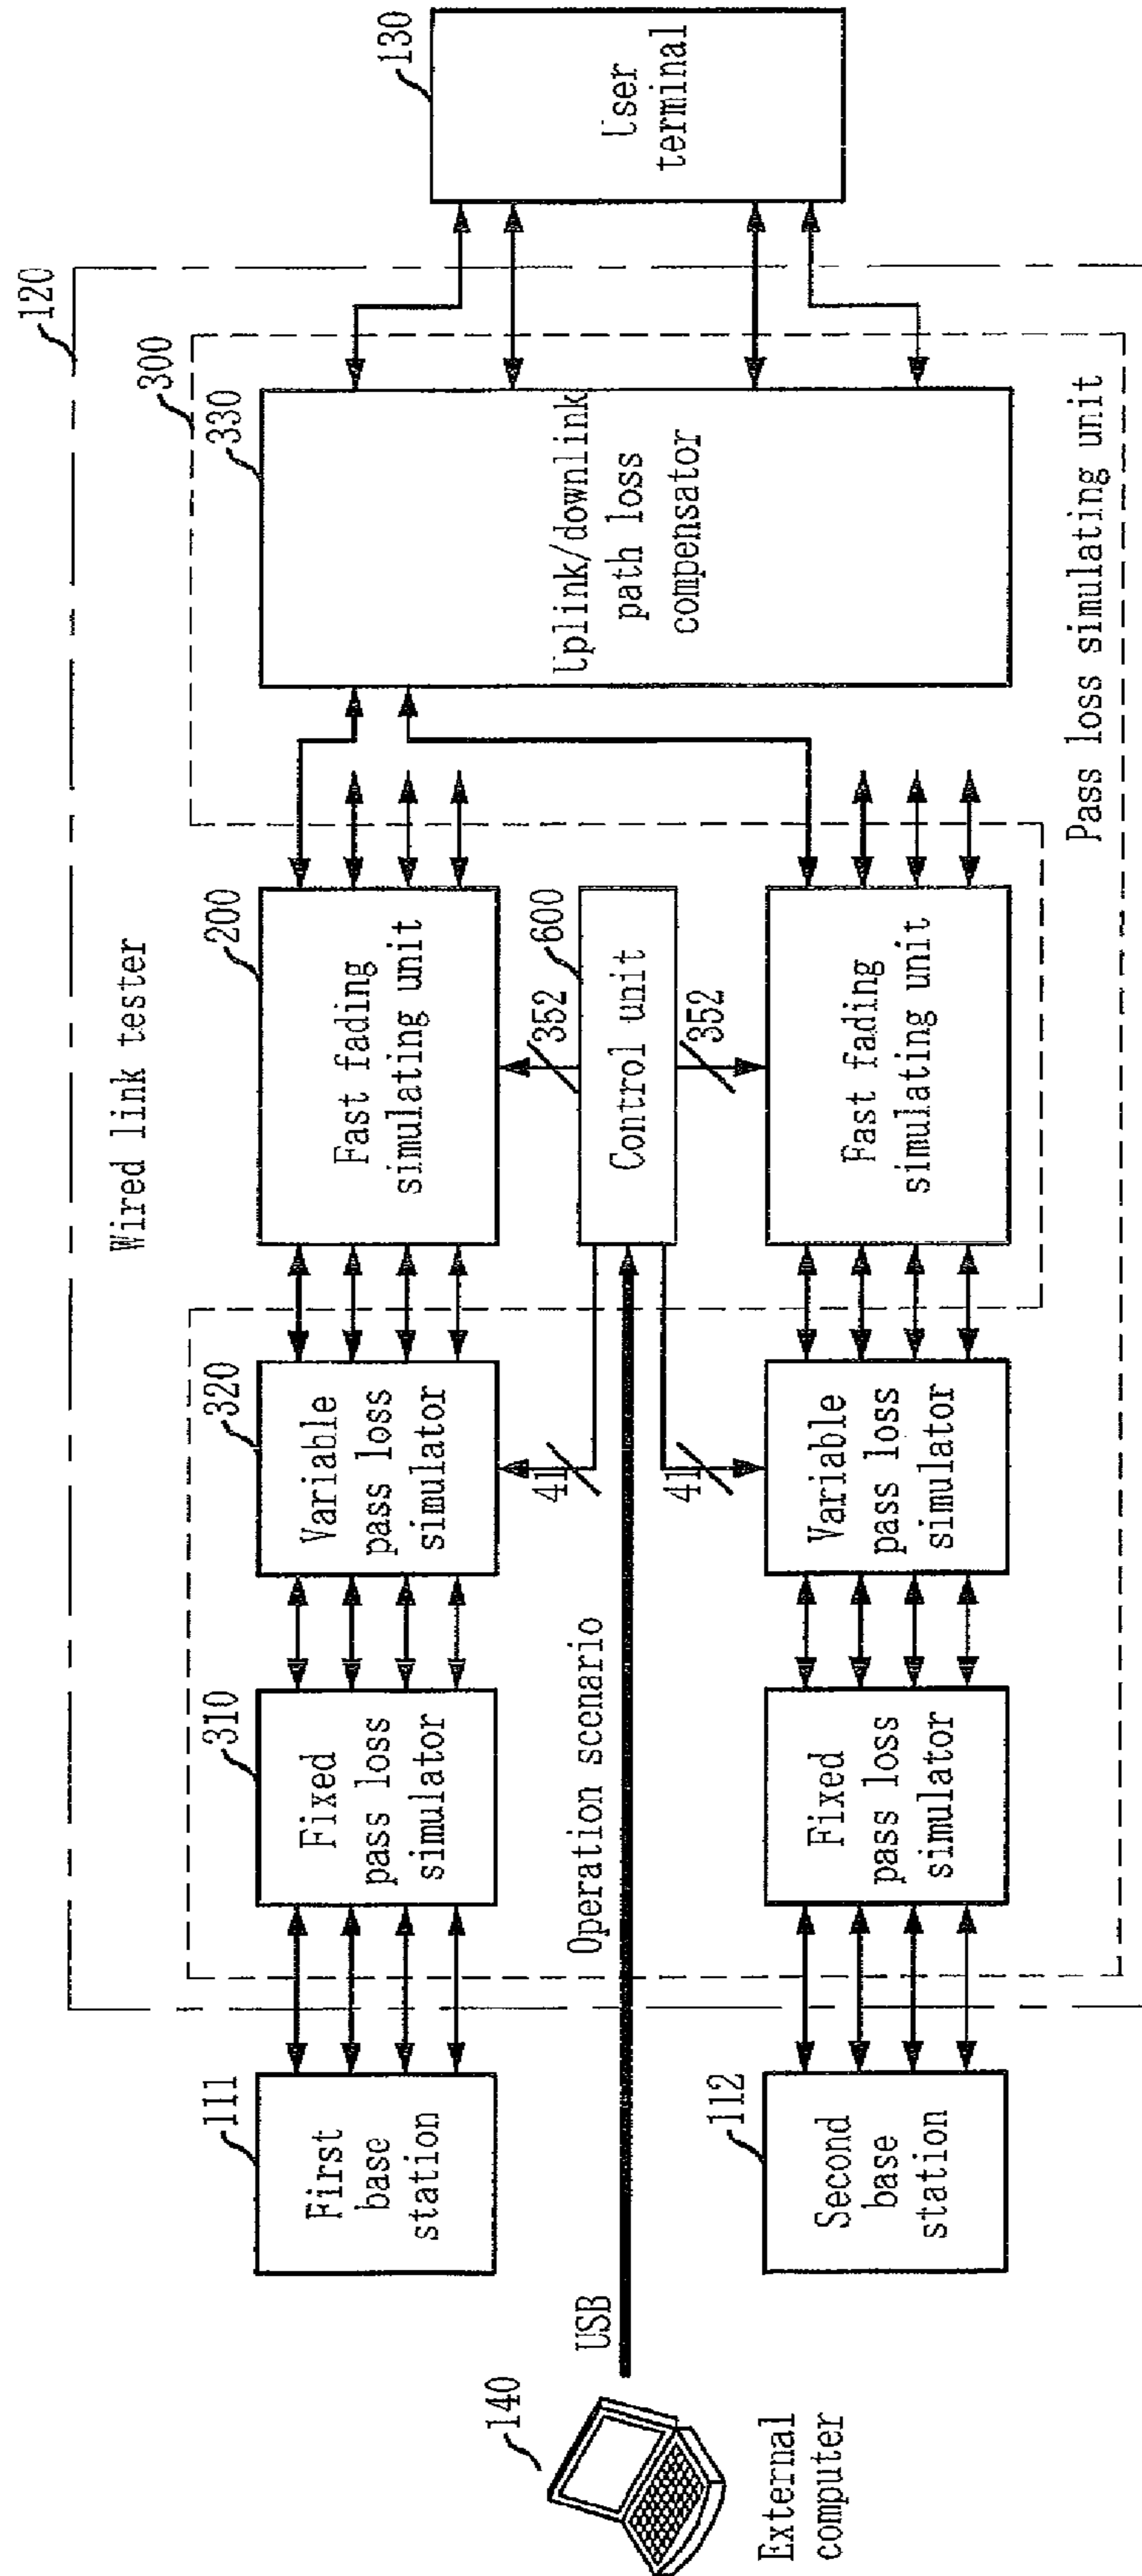 Wired link tester
120
300
Pass loss simulating unit
111
First
base
station
310
Fixed
pass loss
simulator
320
Variable
pass loss
simulator
200
Fast fading
simulating unit
330
Uplink/downlink
path loss
compensator
130
User
terminal
140
External
computer
USB
Operation scenario
41
41
352
600
Control unit
352
112
Second
base
station
Fixed
pass loss
simulator
Variable
pass loss
simulator
Fast fading
simulating unit